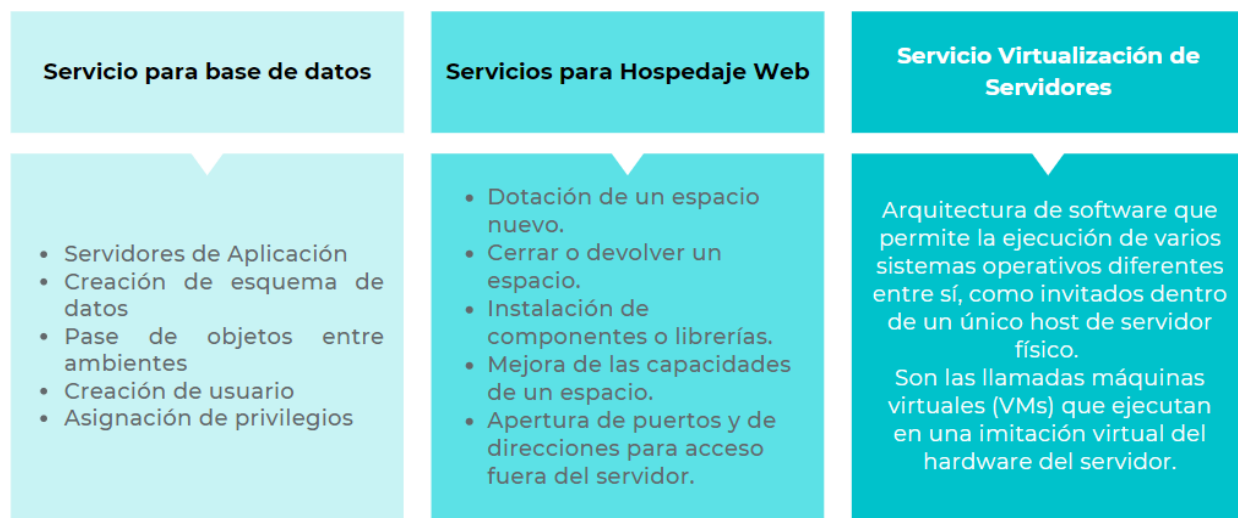 Servicio para base de datos
Servicios para Hospedaje Web
Servicio Virtualización de
Servidores
• Servidores de Aplicación
• Creación de esquema de
datos
• Pase de objetos entre
ambientes
• Creación de usuario
• Asignación de privilegios
• Dotación de un espacio
nuevo.
• Cerrar o devolver un
espacio.
• Instalación de
componentes o librerías.
• Mejora de las capacidades
de un espacio.
• Apertura de puertos y de
direcciones para acceso
fuera del servidor.
Arquitectura de software que
permite la ejecución de varios
sistemas operativos diferentes
entre sí, como invitados dentro
de un único host de servidor
físico.
Son las llamadas máquinas
virtuales (VMs) que ejecutan
en una imitación virtual del
hardware del servidor.